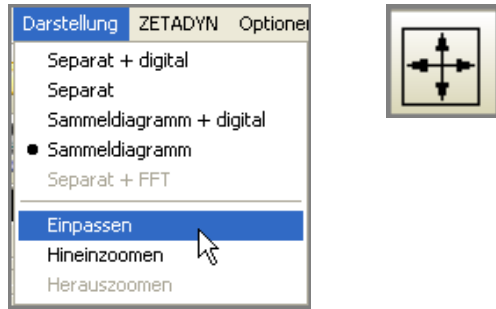 Darstellung ZETADYN
Separat + digital
Separat
Sammeldiagramm + digital
Sammeldiagramm
Separat + FFT
Einpassen
Hineinzoomen
Herauszoomen